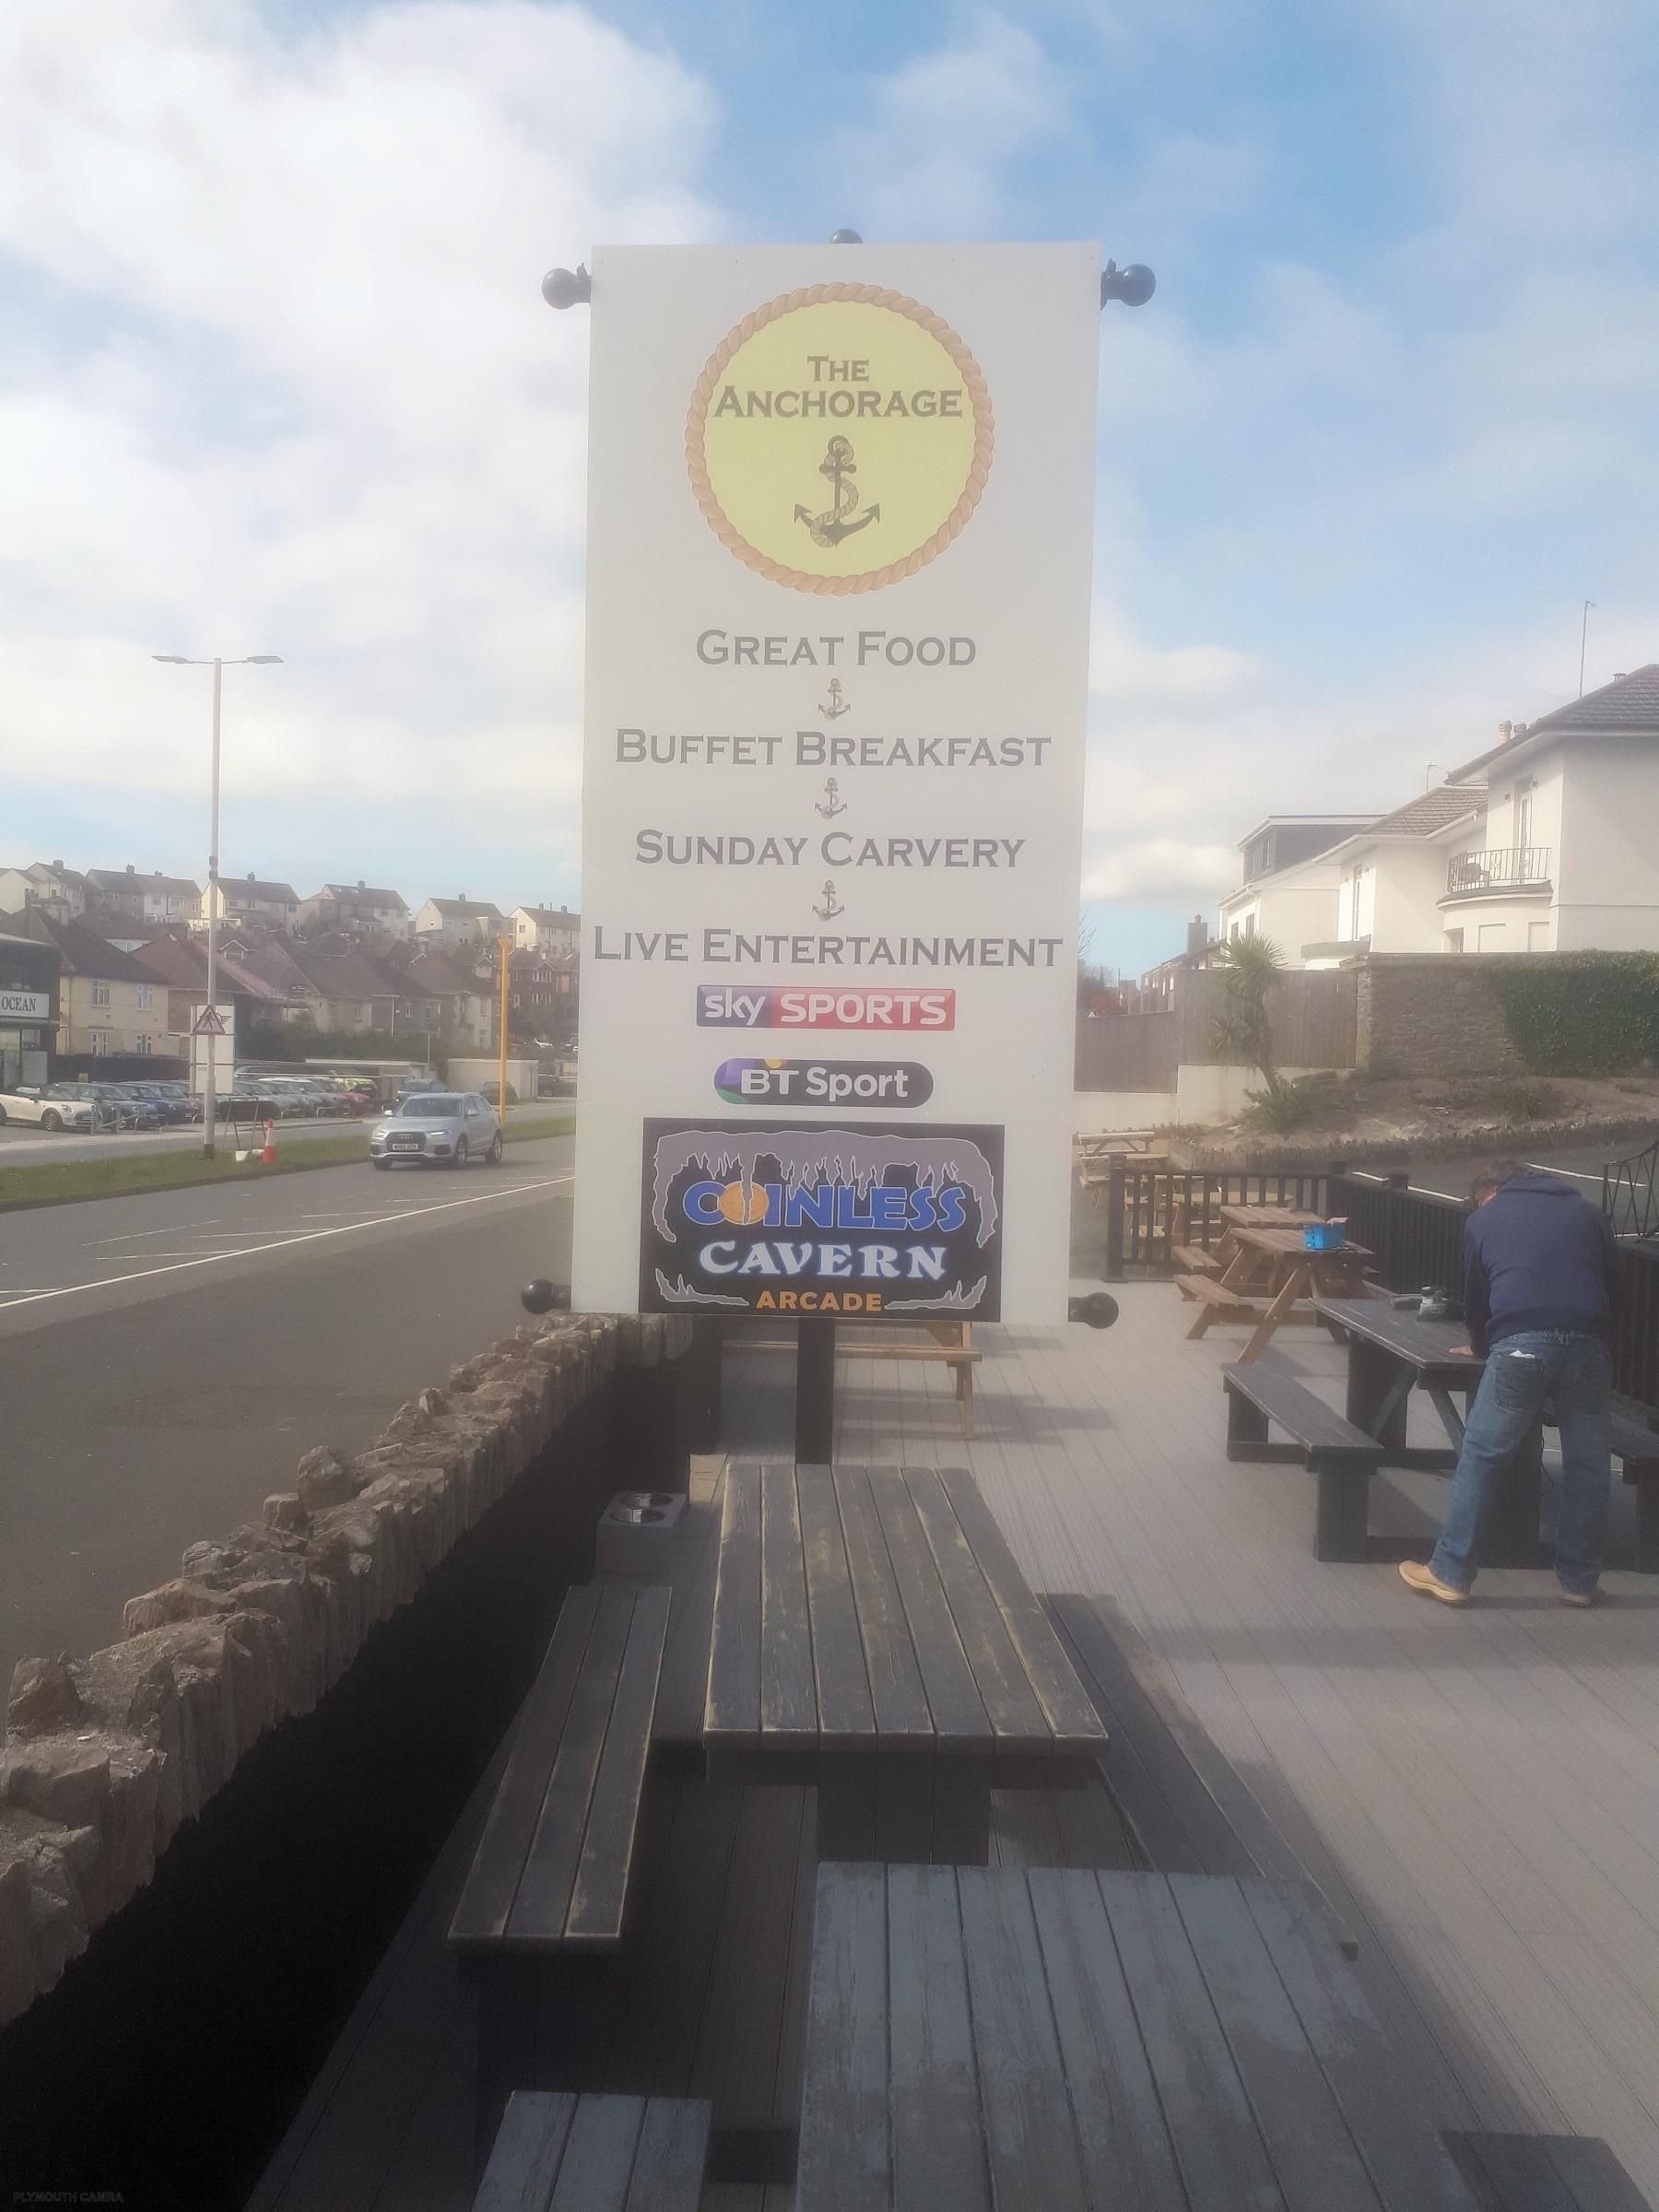 THE
ANCHORAGE
GREAT FOOD
BUFFET BREAKFAST
SUNDAY CARVERY
LIVE ENTERTAINMENT
sky SPORTS
BT Sport
COINLESS
CAVERN
ARCADE
OCEAN
PLYMOUTH CAMRA